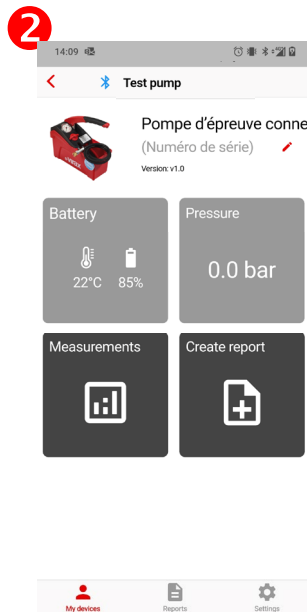 2
14:09
Test pump
Pompe d'épreuve conne
(Numéro de série)
Version: v1.0
Battery
22°C 85%
Pressure
0.0 bar
Measurements
Create report
My devices
Reports
Settings